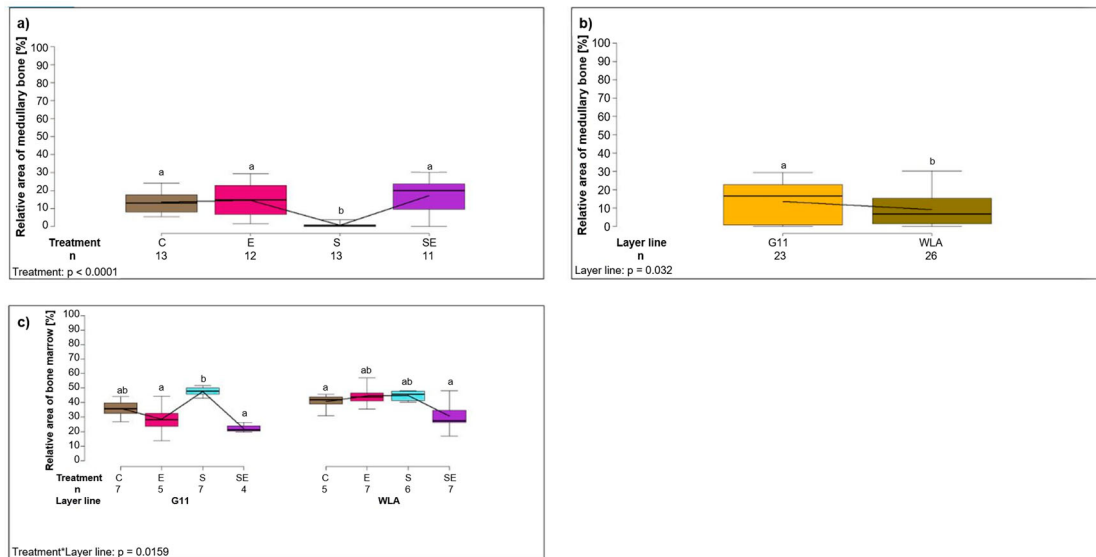 a)
Relative area of medullary bone [%]
100
90
80
70
60
50
40
30
20
10
0
a a b a
Treatment C E S SE
n 13 12 13 11
Treatment: p < 0.0001
b)
Relative area of medullary bone [%]
100
90
80
70
60
50
40
30
20
10
0
a b
Layer line G11 WLA
n 23 26
Layer line: p = 0.032
c)
Relative area of bone marrow [%]
100
90
80
70
60
50
40
30
20
10
0
ab a b a a ab ab a
Treatment C E S SE C E S SE
n 7 5 7 4 5 7 6 7
Layer line G11 WLA
Treatment*Layer line: p = 0.0159